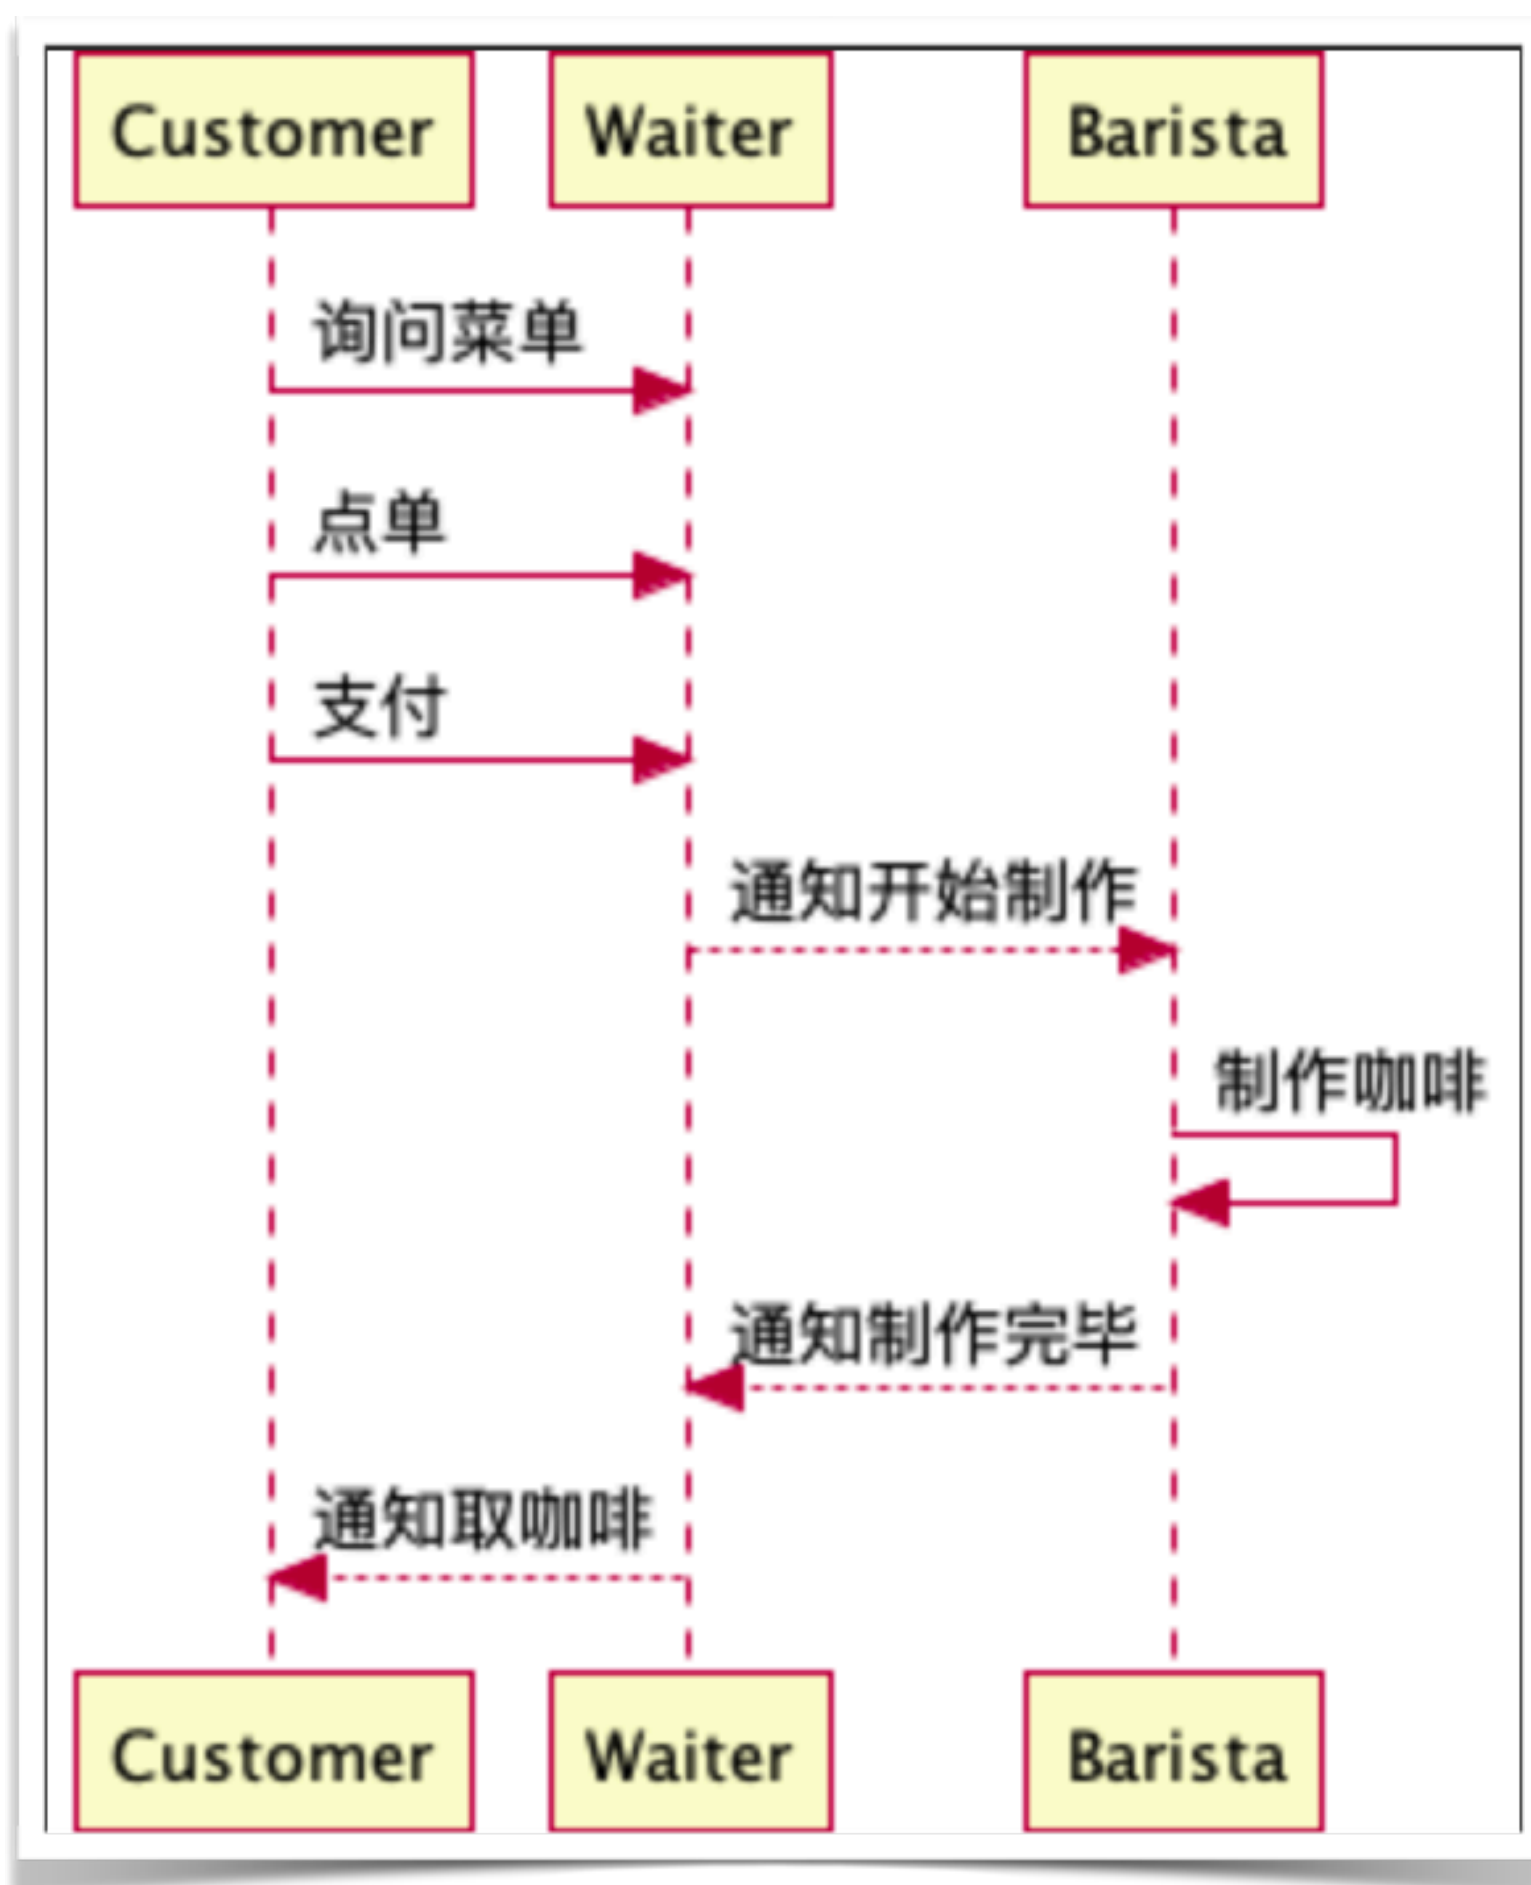 Customer
Waiter
Barista
询问菜单
点单
支付
通知开始制作
制作咖啡
通知制作完毕
通知取咖啡
Customer
Waiter
Barista